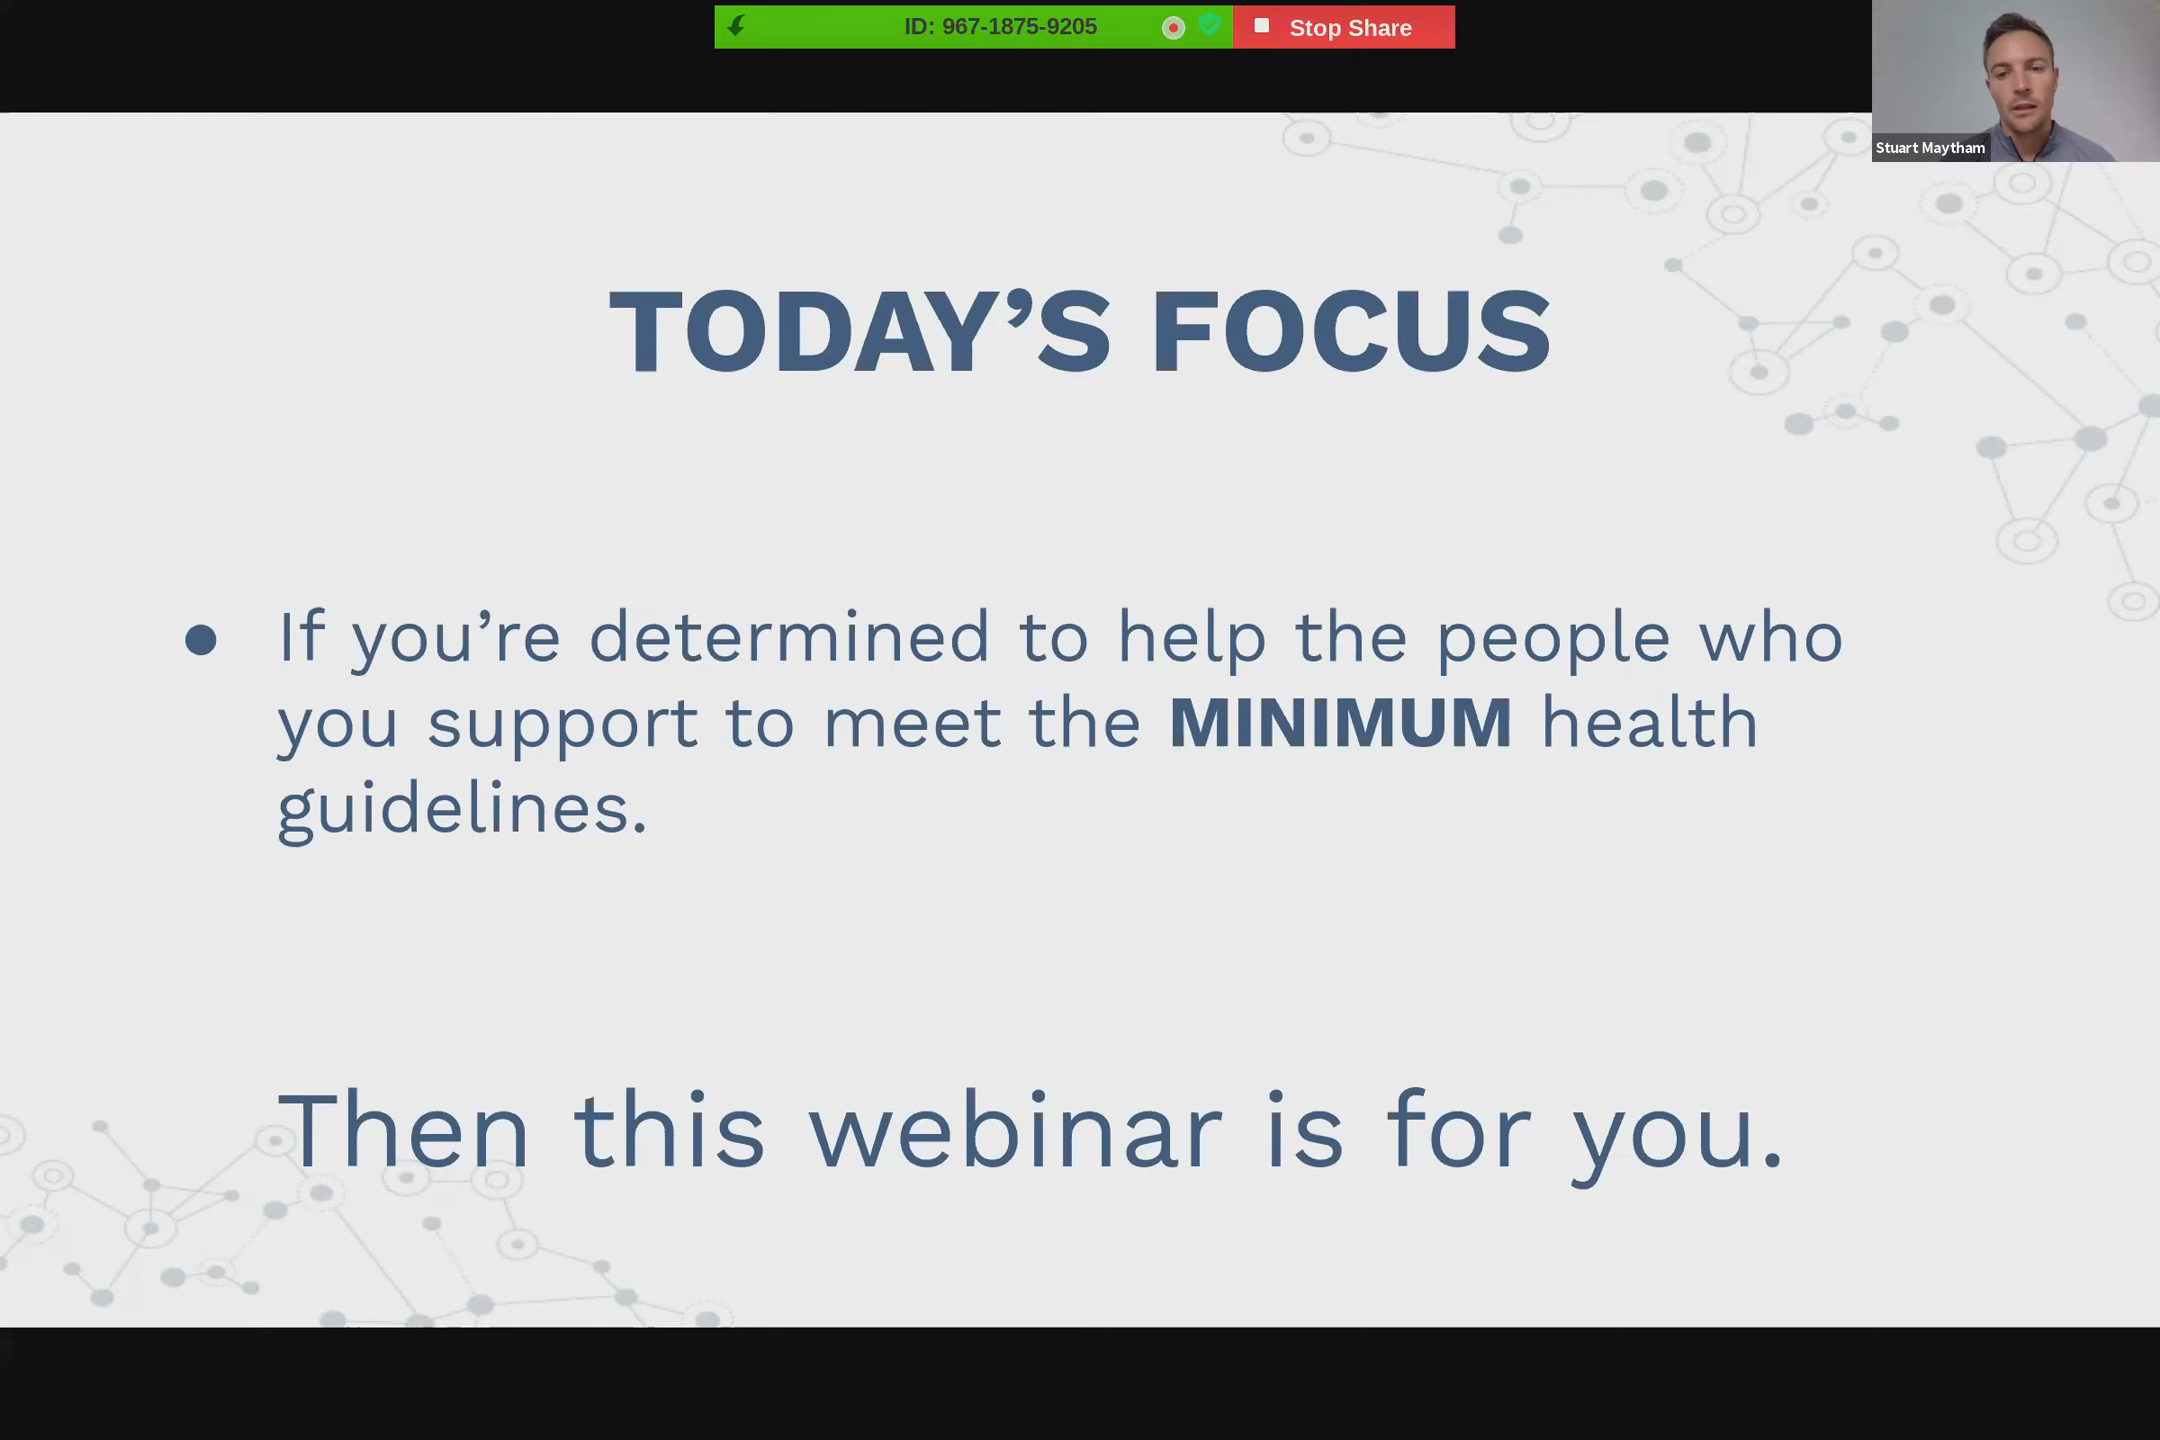 ID: 967-1875-9205
Stop Share
Stuart Maytham
TODAY’S FOCUS
● If you’re determined to help the people who
you support to meet the MINIMUM health
guidelines.
Then this webinar is for you.